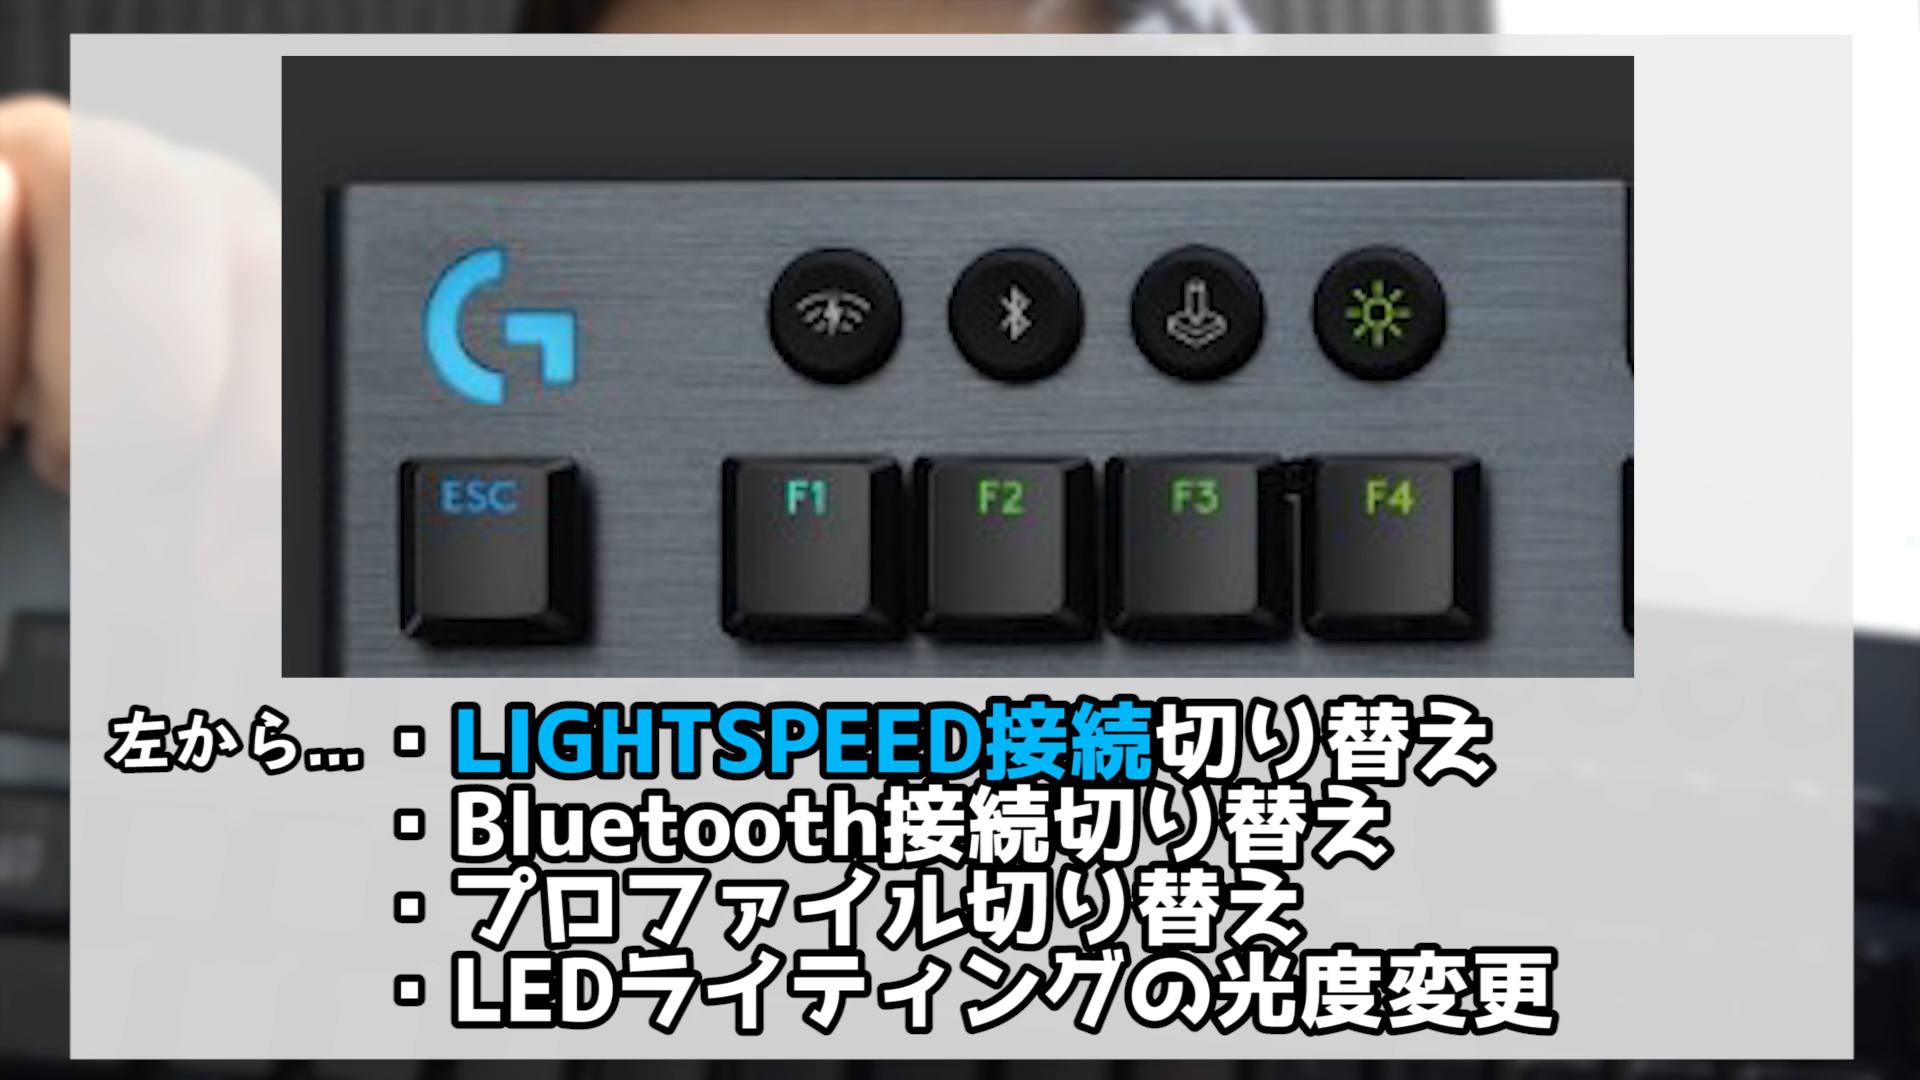 ESC F1 F2 F3 F4
左から...・LIGHTSPEED接続切り替え
・Bluetooth接続切り替え
・プロファイル切り替え
・LEDライティングの光度変更